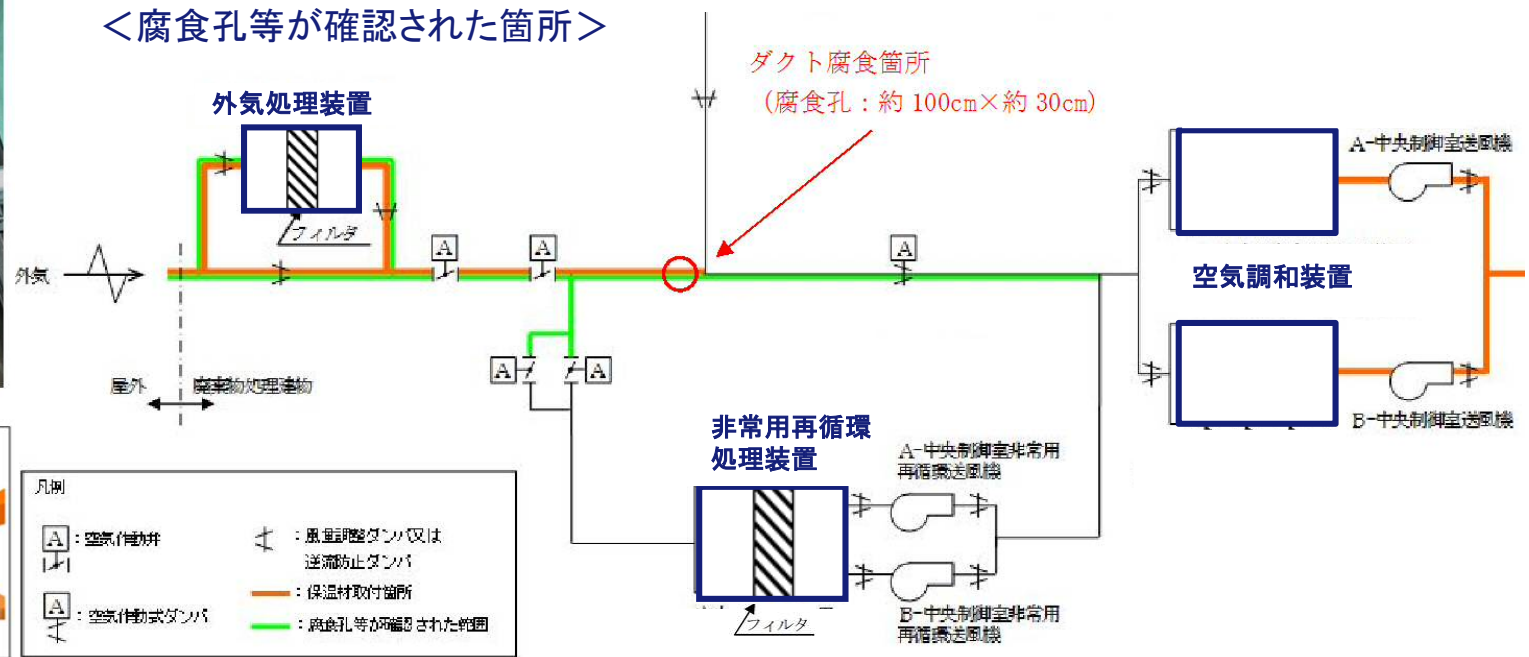 ＜腐食孔等が確認された箇所＞
ダクト腐食箇所
（腐食孔：約 100cm×約 30cm）
外気処理装置
フィルタ
A
A
A
外気
屋外
廃棄物処理建物
A
A
A-中央制御室送風機
空気調和装置
B-中央制御室送風機
非常用再循環
処理装置
A-中央制御室非常用
再循環送風機
フィルタ
B-中央制御室非常用
再循環送風機
凡例
A
：空気作動弁
：風量調整ダンパ又は
逆流防止ダンパ
：保温材取付箇所
A
：空気作動式ダンパ
：腐食孔等が確認された範囲